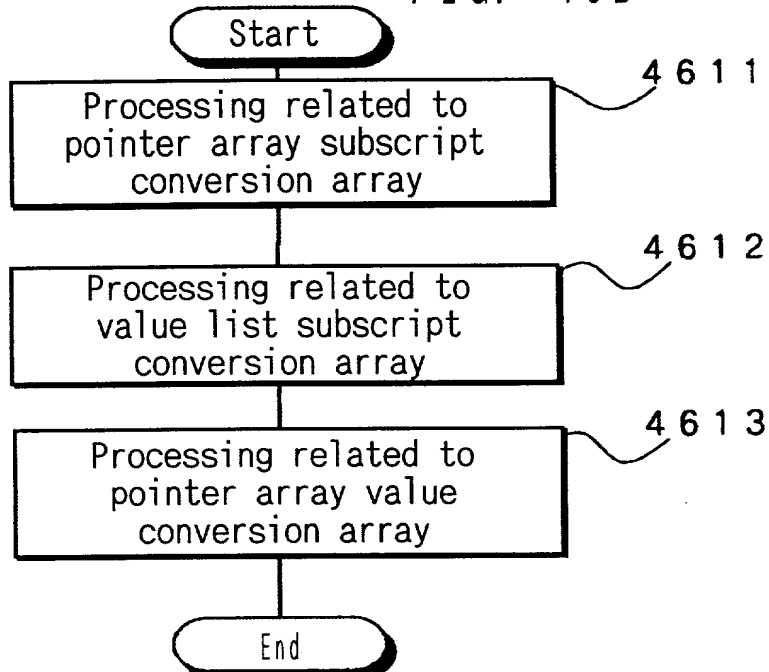 Start
4611
Processing related to
pointer array subscript
conversion array
4612
Processing related to
value list subscript
conversion array
4613
Processing related to
pointer array value
conversion array
End